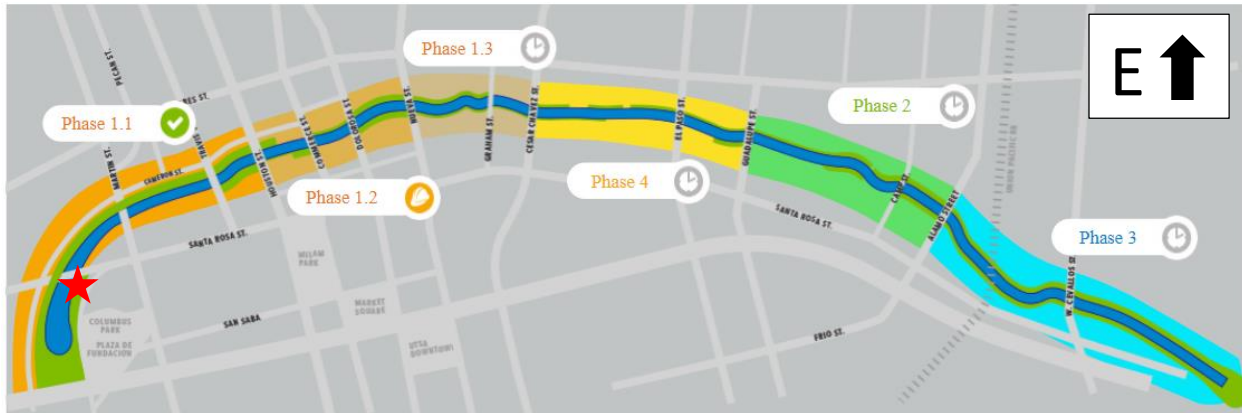 Phase 1.3
E
PECAN ST.
Phase 1.1
Phase 2
MARTIN ST.
CAMERON ST.
TRAVIS
HOUSTON ST.
COMMERCE ST.
DOLOROSA ST.
NUEVA ST.
GRAHAM ST.
CESAR CHAVEZ ST.
EL PASO ST.
GUADALUPE ST.
UNION PACIFIC RR
Phase 1.2
Phase 4
CAMP ST.
ALAMO STREET
SANTA ROSA ST.
SANTA ROSA ST.
Phase 3
MILAM
PARK
W. CEVALLOS ST.
MARKET
SQUARE
COLUMBUS
PARK
PLAZA DE
FUNDACION
SAN SABA
UTSA
DOWNTOWN
FRIO ST.